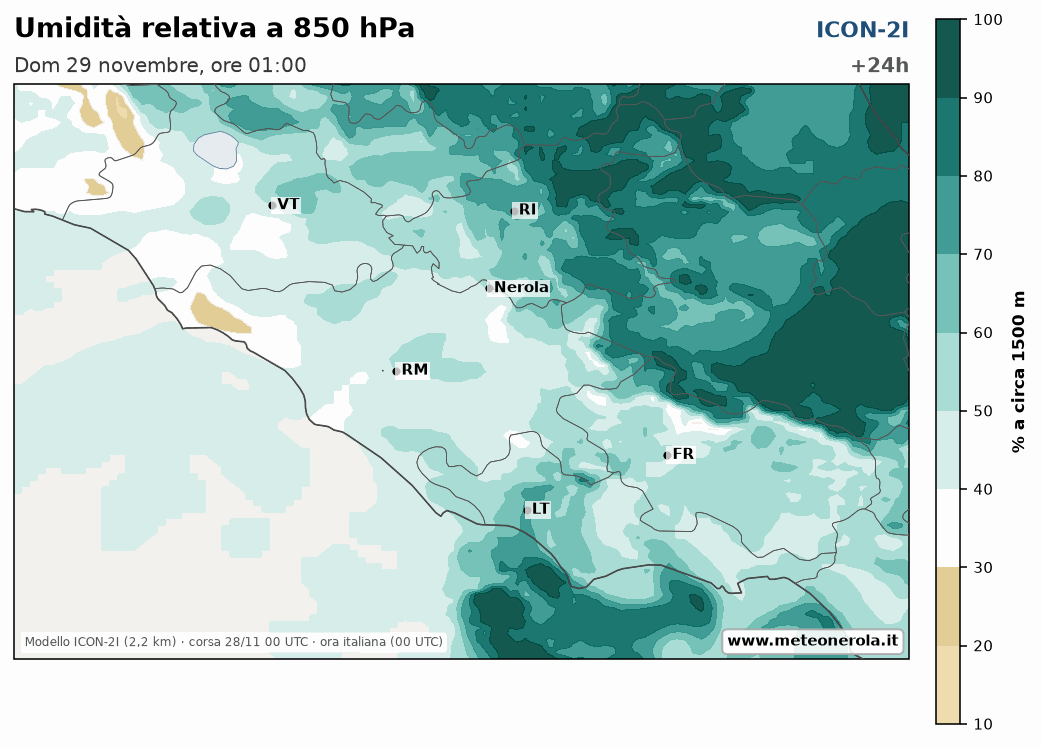 Umidità relativa a 850 hPa
ICON-2I
Dom 29 novembre, ore 01:00
+24h
VT
RI
Nerola
RM
FR
LT
Modello ICON-2I (2,2 km) · corsa 28/11 00 UTC · ora italiana (00 UTC)
www.meteonerola.it
100
90
80
70
60
50
40
30
20
10
% a circa 1500 m